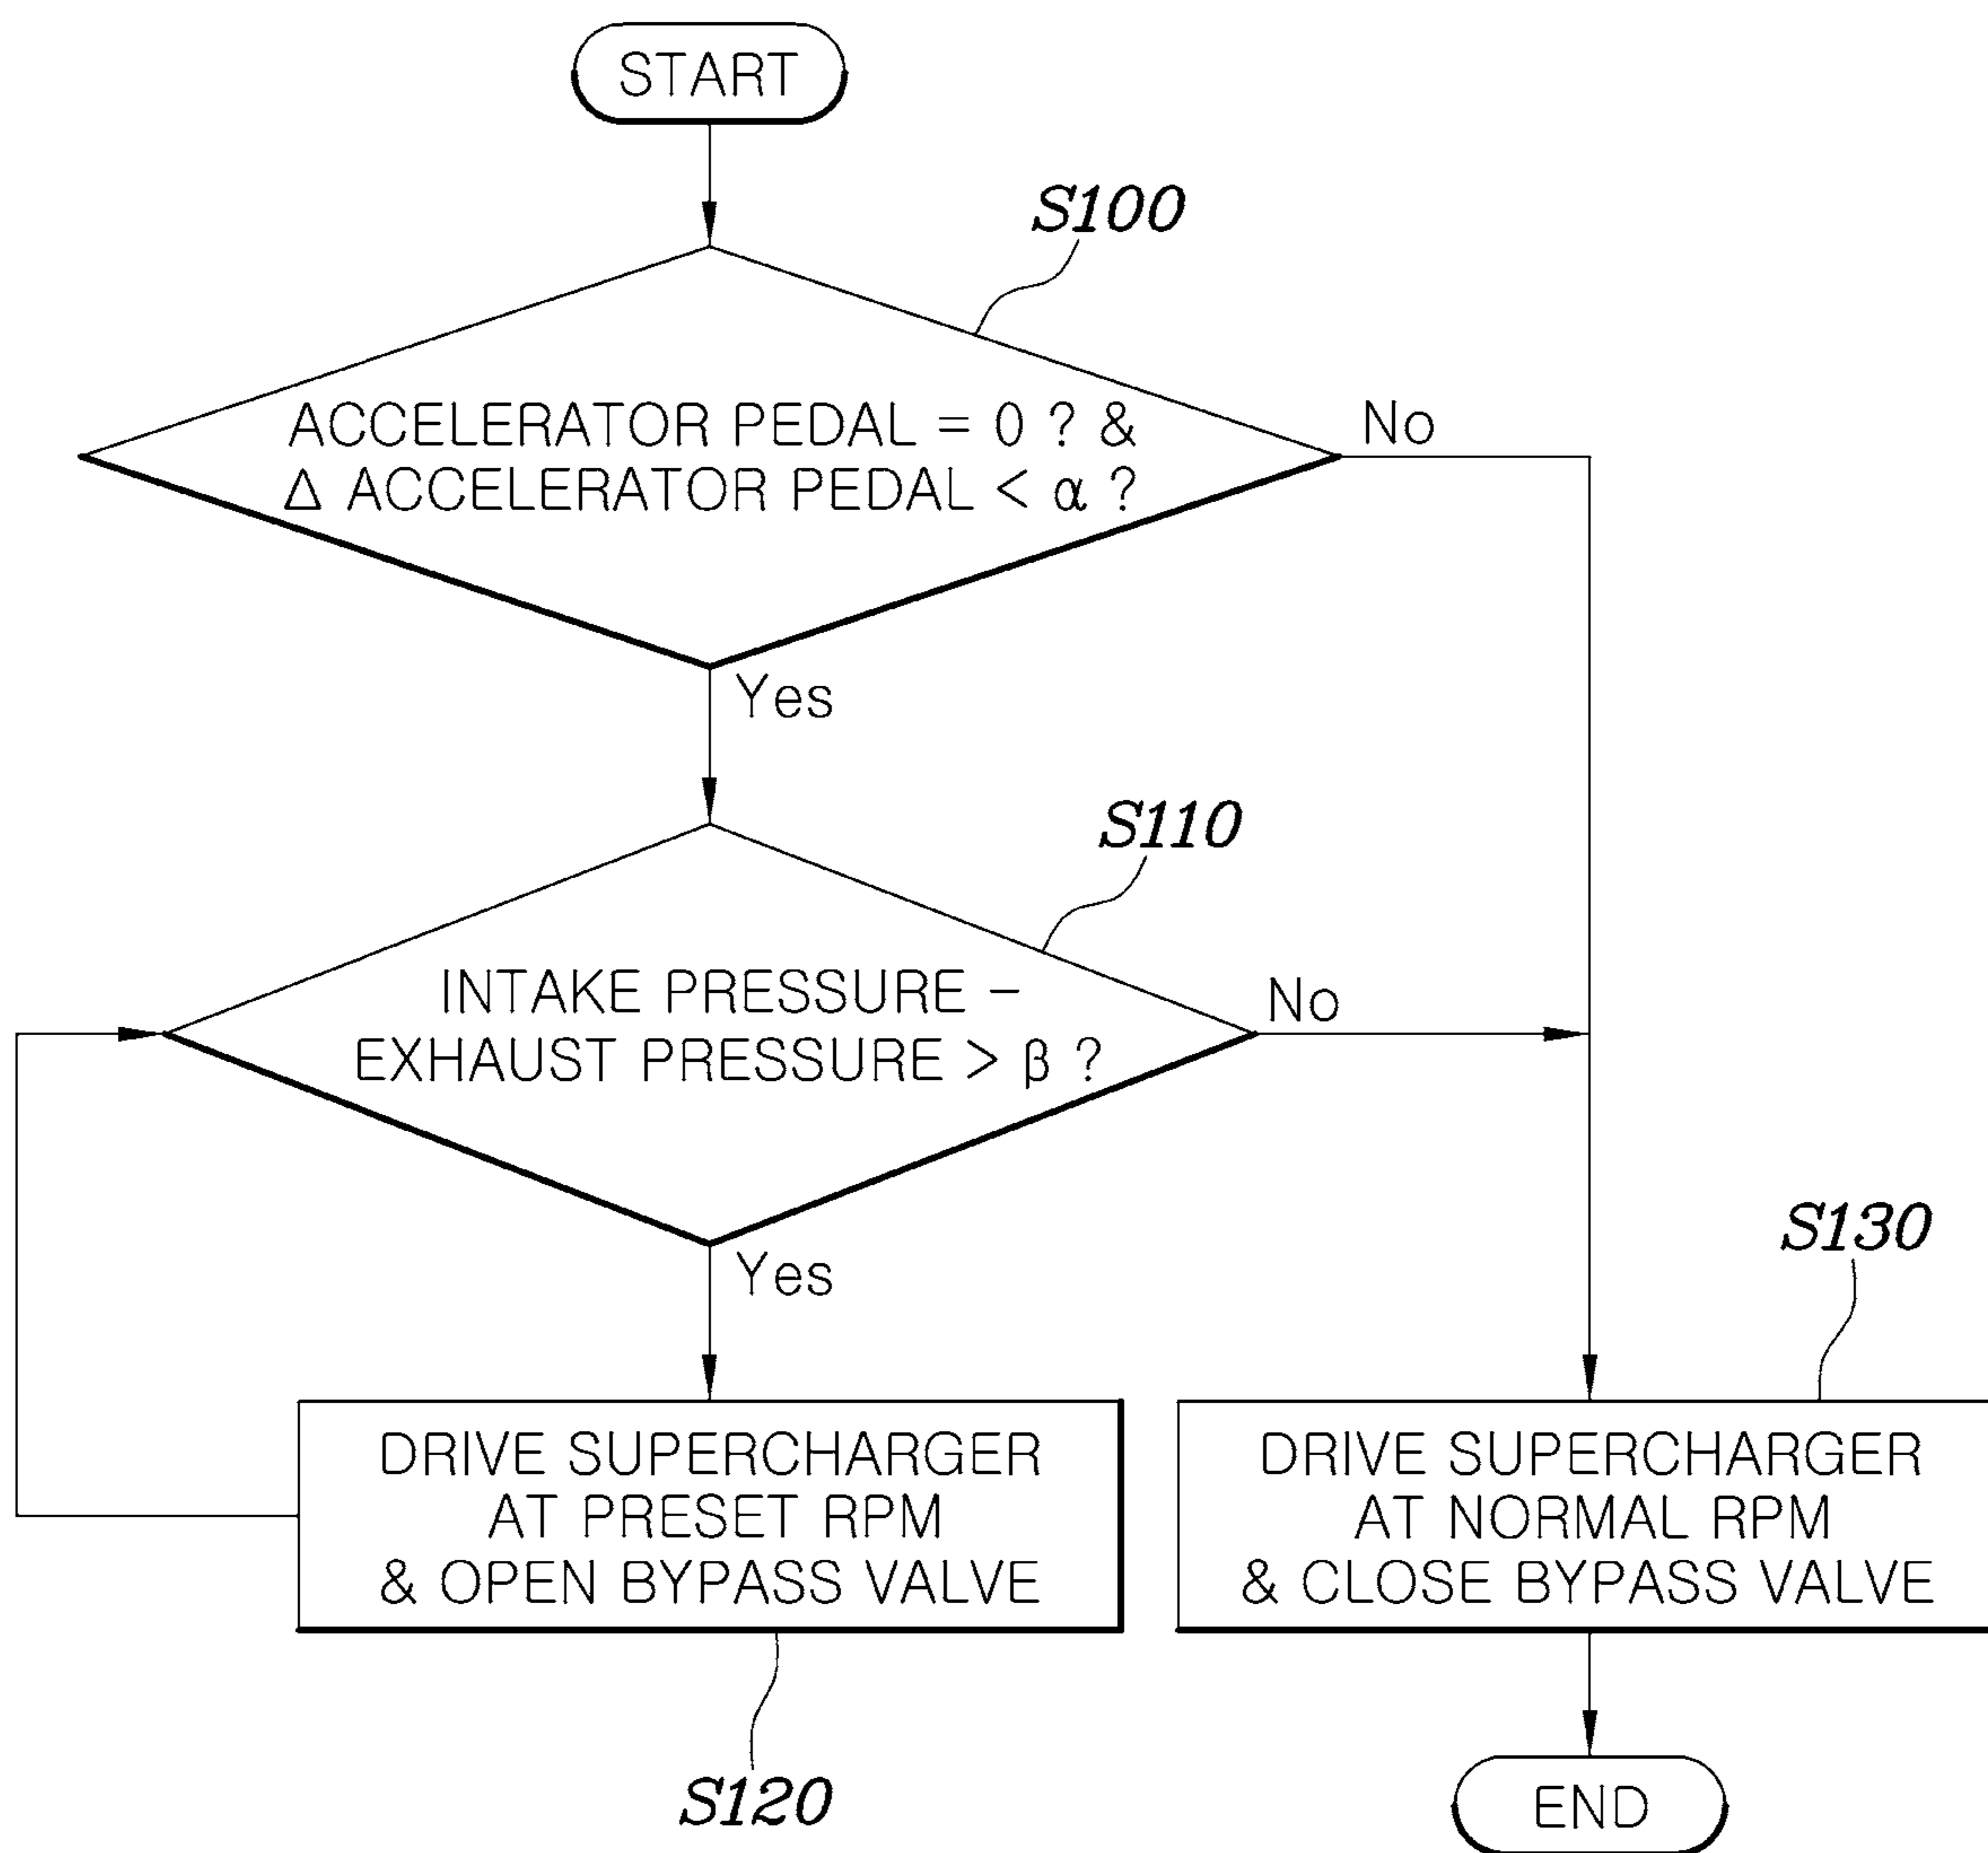 START
S100
ACCELERATOR PEDAL = 0 ? &
Δ ACCELERATOR PEDAL < α ?
No
Yes
S110
INTAKE PRESSURE –
EXHAUST PRESSURE > β ?
No
Yes
S130
DRIVE SUPERCHARGER
AT PRESET RPM
& OPEN BYPASS VALVE
DRIVE SUPERCHARGER
AT NORMAL RPM
& CLOSE BYPASS VALVE
S120
END